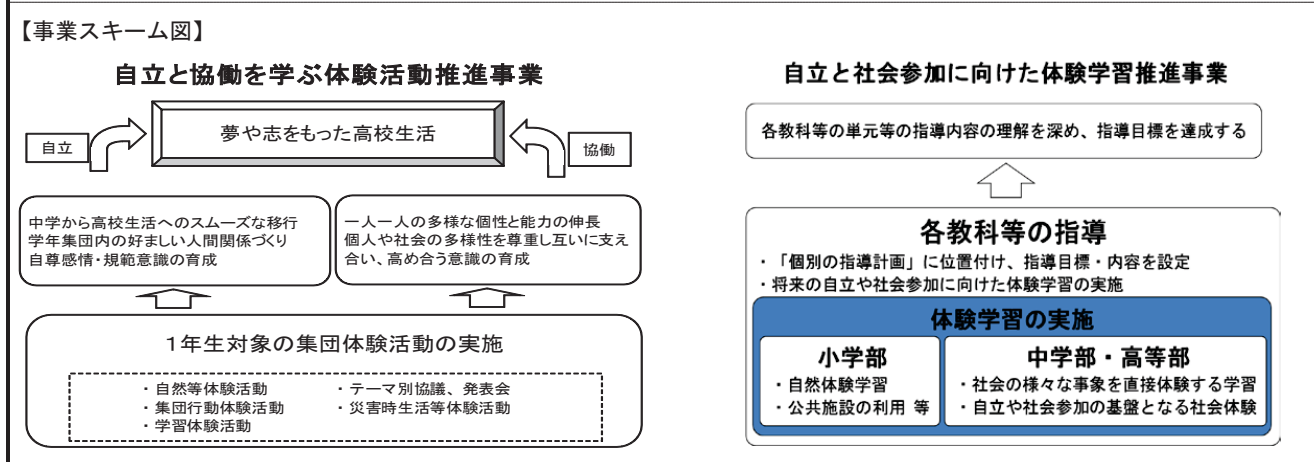 【事業スキーム図】
自立と協働を学ぶ体験活動推進事業
夢や志をもった高校生活
自立
協働
中学から高校生活へのスムーズな移行
学年集団内の好ましい人間関係づくり
自尊感情・規範意識の育成
一人一人の多様な個性と能力の伸長
個人や社会の多様性を尊重し互いに支え
合い、高め合う意識の育成
1年生対象の集団体験活動の実施
・自然等体験活動
・集団行動体験活動
・学習体験活動
・テーマ別協議、発表会
・災害時生活等体験活動
自立と社会参加に向けた体験学習推進事業
各教科等の単元等の指導内容の理解を深め、指導目標を達成する
各教科等の指導
・「個別の指導計画」に位置付け、指導目標・内容を設定
・将来の自立や社会参加に向けた体験学習の実施
体験学習の実施
小学部
・自然体験学習
・公共施設の利用 等
中学部・高等部
・社会の様々な事象を直接体験する学習
・自立や社会参加の基盤となる社会体験